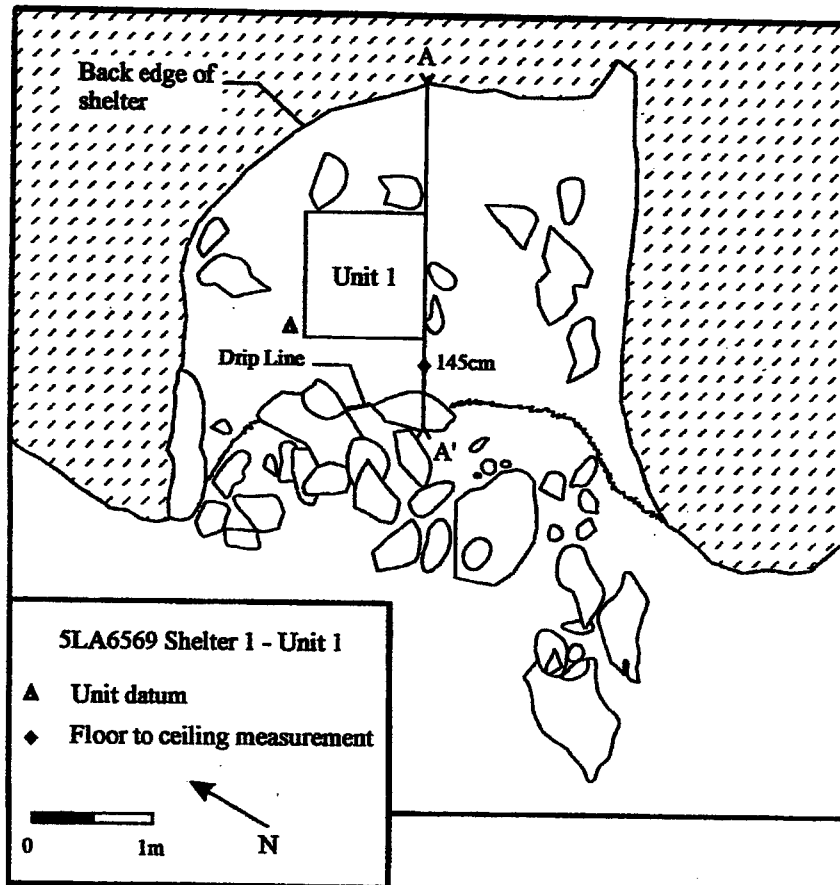 A
Back edge of
shelter
Unit 1
Drip Line
145cm
A'
5LA6569 Shelter 1 - Unit 1
Unit datum
Floor to ceiling measurement
0
1m
N